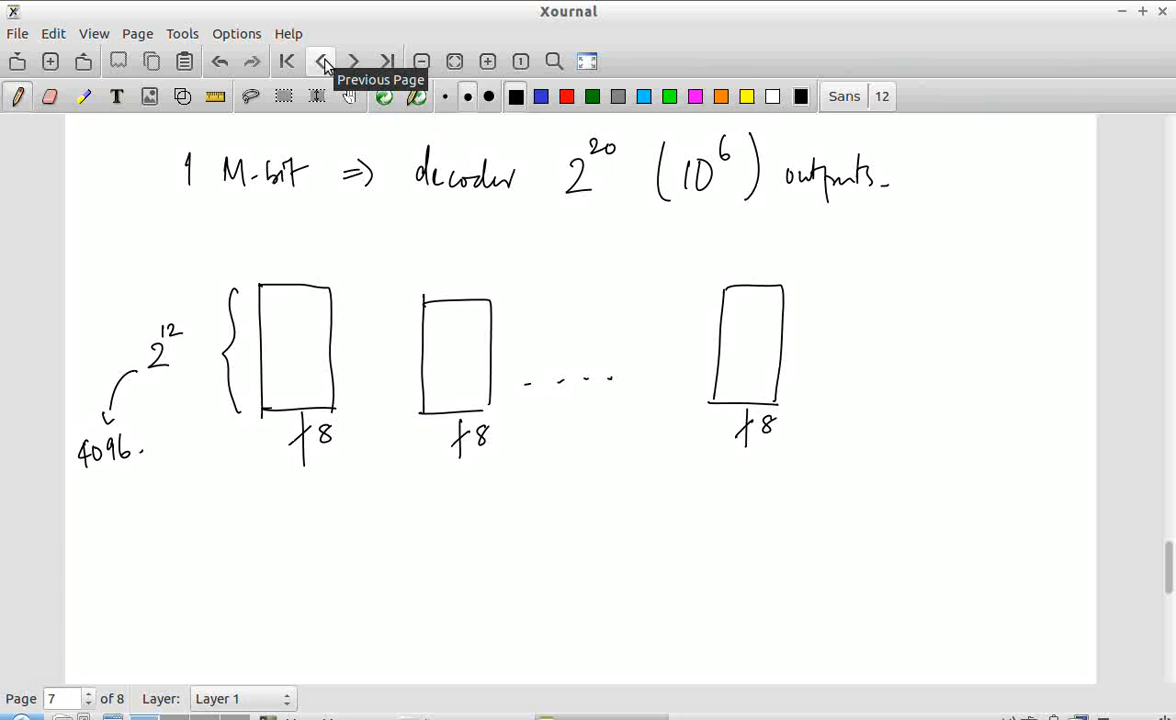 Xournal
File Edit View Page Tools Options Help
Previous Page
Sans 12
1 M-bit ⇒ decoder 2^20 (10^6) outputs.
2^12
4096.
8 8 .... 8
Page 7 of 8 Layer: Layer 1